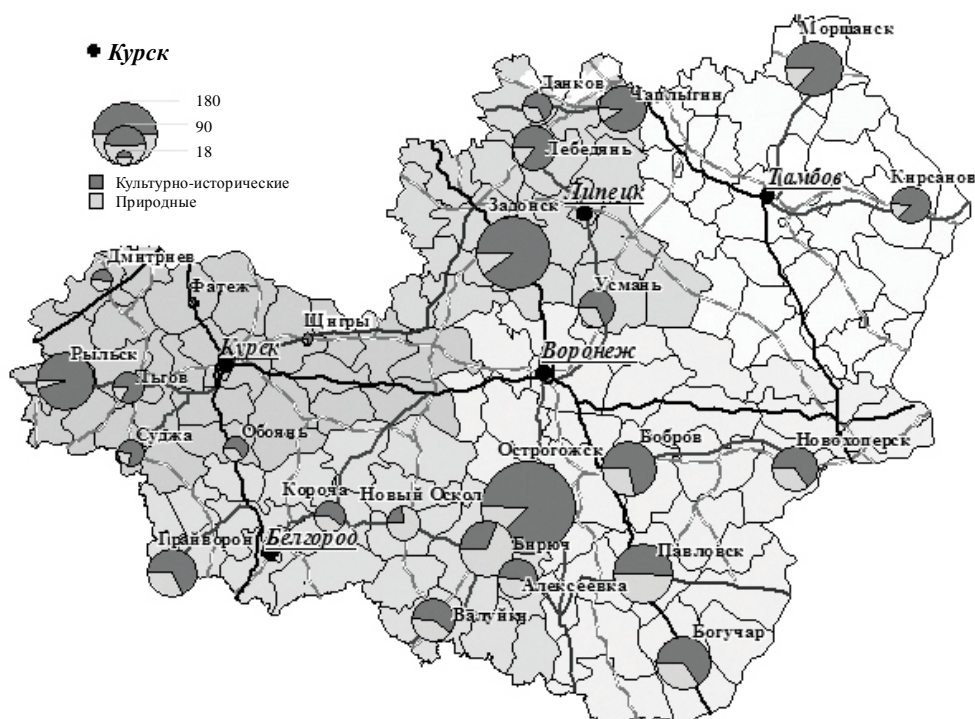 Курск
180
90
18
Культурно-исторические
Природные
Моршанск
Данков
Чаплыгин
Лебедянь
Липецк
Тамбов
Кирсанов
Задонск
Усмань
Дмитриев
Фатеж
Щигры
Рыльск
Льгов
Курск
Воронеж
Суджа
Обоянь
Острогожск
Бобров
Новохоперск
Короча
Новый Оскол
Грайворон
Белгород
Бирюч
Павловск
Алексеевка
Валуйки
Богучар